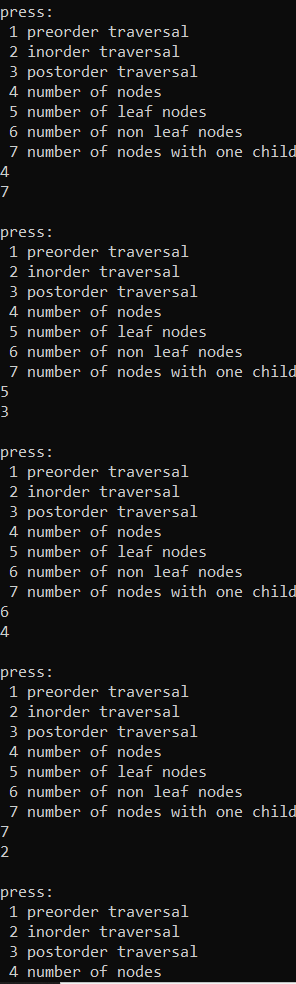 press:
 1 preorder traversal
 2 inorder traversal
 3 postorder traversal
 4 number of nodes
 5 number of leaf nodes
 6 number of non leaf nodes
 7 number of nodes with one child
4
7

press:
 1 preorder traversal
 2 inorder traversal
 3 postorder traversal
 4 number of nodes
 5 number of leaf nodes
 6 number of non leaf nodes
 7 number of nodes with one child
5
3

press:
 1 preorder traversal
 2 inorder traversal
 3 postorder traversal
 4 number of nodes
 5 number of leaf nodes
 6 number of non leaf nodes
 7 number of nodes with one child
6
4

press:
 1 preorder traversal
 2 inorder traversal
 3 postorder traversal
 4 number of nodes
 5 number of leaf nodes
 6 number of non leaf nodes
 7 number of nodes with one child
7
2

press:
 1 preorder traversal
 2 inorder traversal
 3 postorder traversal
 4 number of nodes